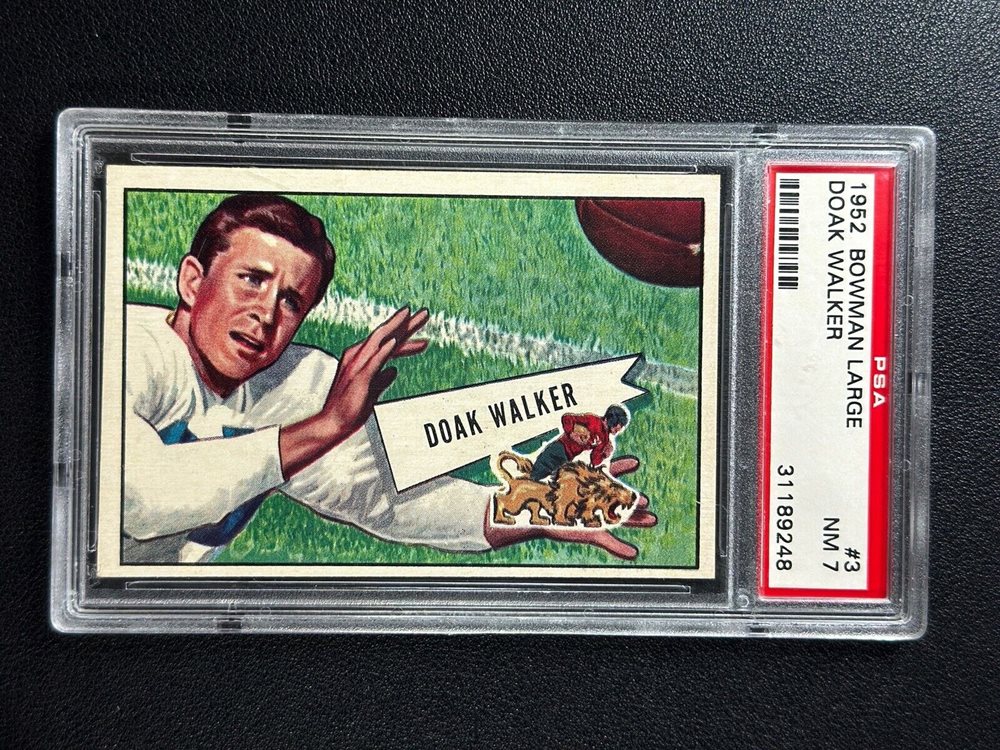 DOAK WALKER
PSA
1952 BOWMAN LARGE
#3
DOAK WALKER
NM 7
31189248